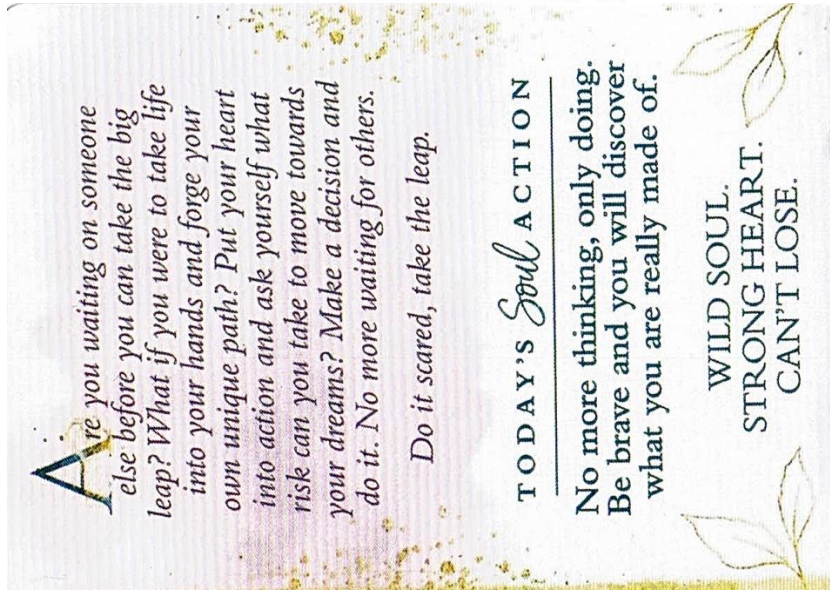 Are you waiting on someone
else before you can take the big
leap? What if you were to take life
into your hands and forge your
own unique path? Put your heart
into action and ask yourself what
risk can you take to move towards
your dreams? Make a decision and
do it. No more waiting for others.
Do it scared, take the leap.
TODAY'S Soul ACTION
No more thinking, only doing.
Be brave and you will discover
what you are really made of.
WILD SOUL.
STRONG HEART.
CAN'T LOSE.